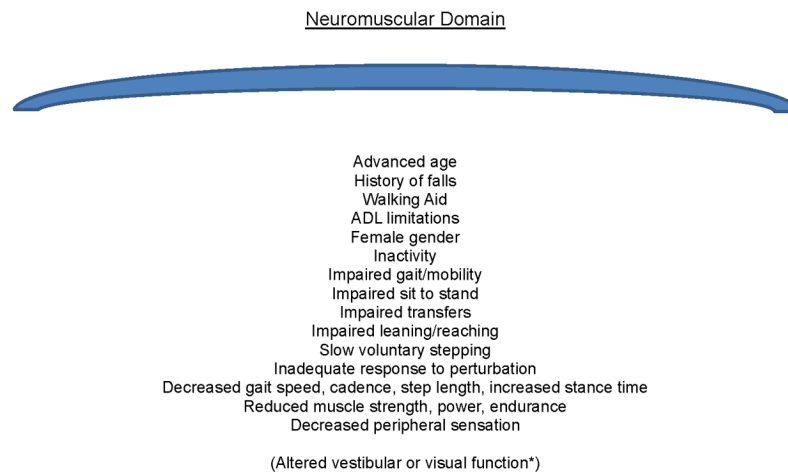 Neuromuscular Domain
Advanced age
History of falls
Walking Aid
ADL limitations
Female gender
Inactivity
Impaired gait/mobility
Impaired sit to stand
Impaired transfers
Impaired leaning/reaching
Slow voluntary stepping
Inadequate response to perturbation
Decreased gait speed, cadence, step length, increased stance time
Reduced muscle strength, power, endurance
Decreased peripheral sensation
(Altered vestibular or visual function*)